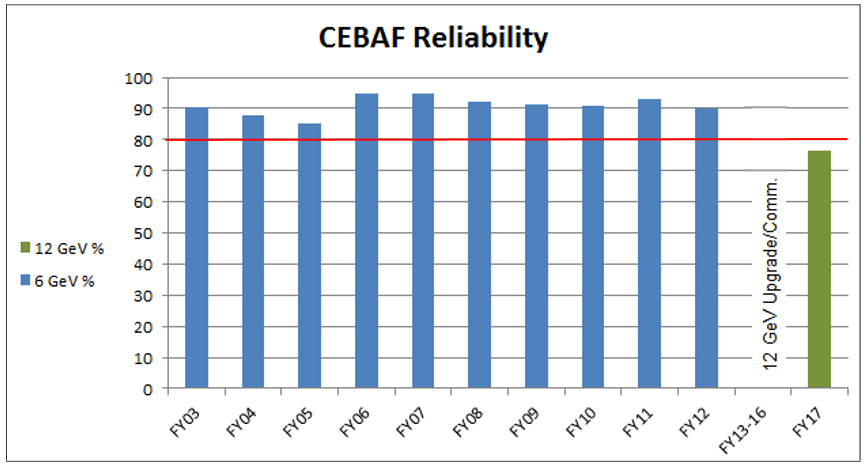 CEBAF Reliability
100
90
80
70
60
50
40
30
20
10
0
12 GeV %
6 GeV %
12 GeV Upgrade/Comm.
FY03
FY04
FY05
FY06
FY07
FY08
FY09
FY10
FY11
FY12
FY13-16
FY17